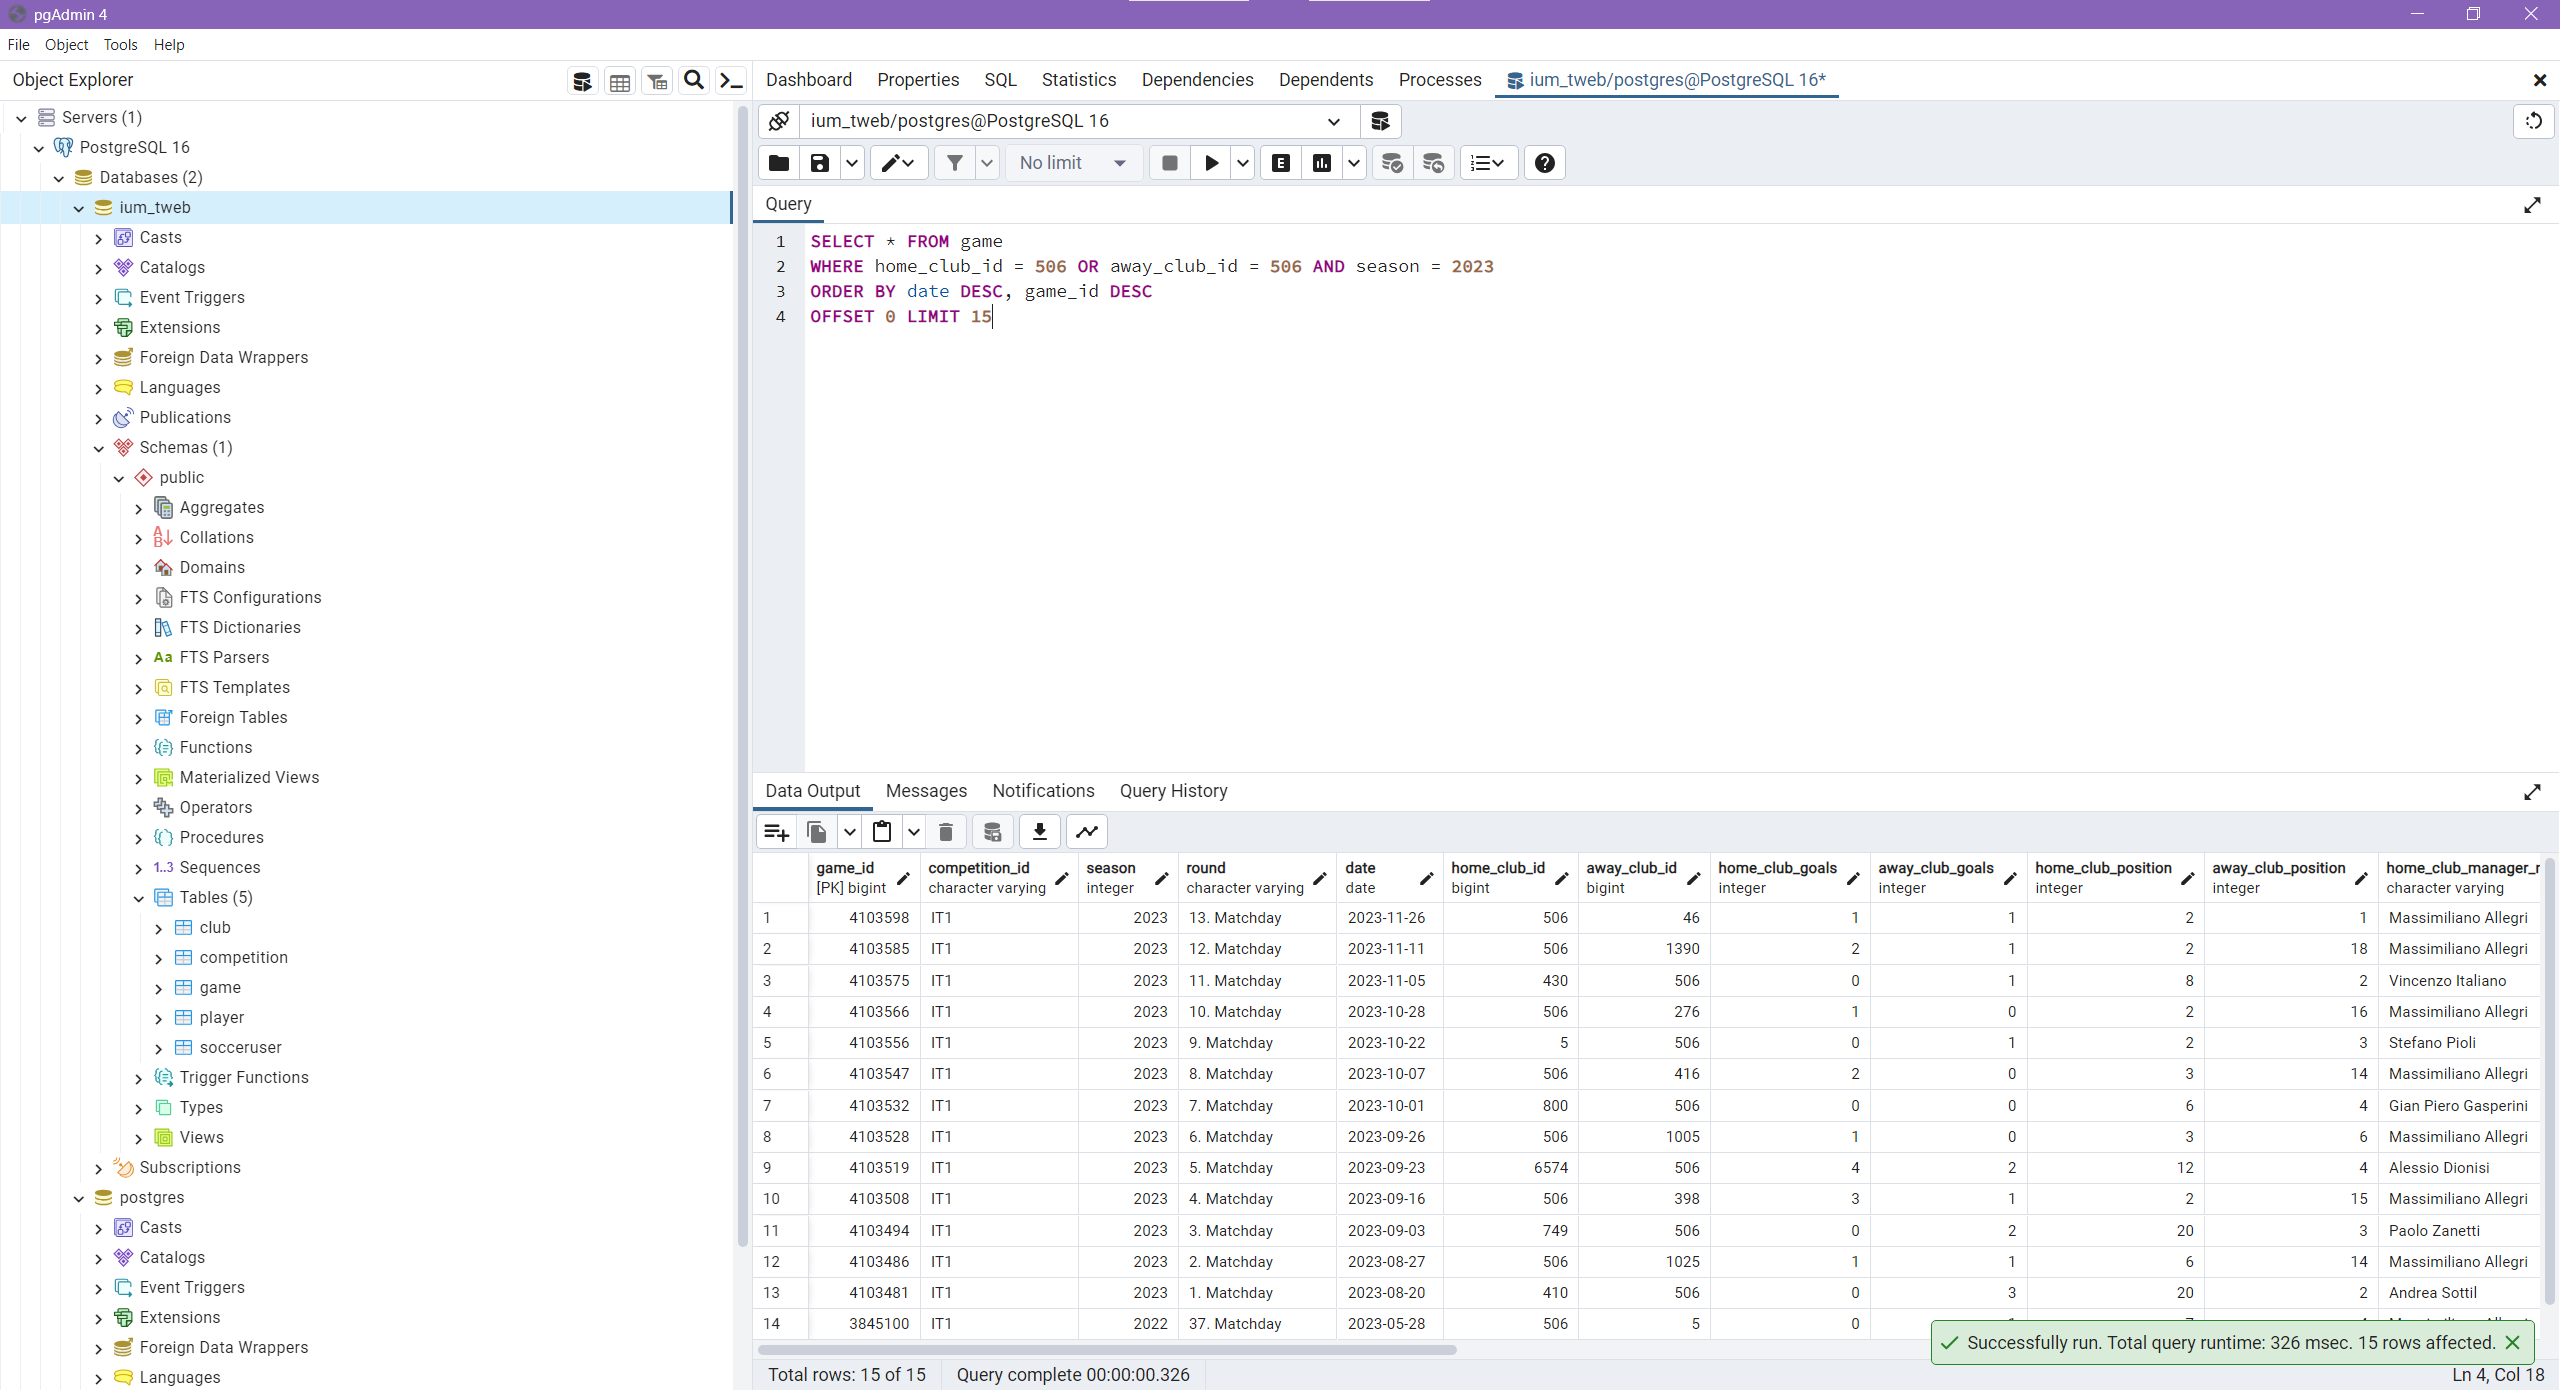 pgAdmin 4
File Object Tools Help
Object Explorer
Dashboard Properties SQL Statistics Dependencies Dependents Processes ium_tweb/postgres@PostgreSQL 16*
Servers (1)
PostgreSQL 16
Databases (2)
ium_tweb
Casts
Catalogs
Event Triggers
Extensions
Foreign Data Wrappers
Languages
Publications
Schemas (1)
public
Aggregates
Collations
Domains
FTS Configurations
FTS Dictionaries
Aa FTS Parsers
FTS Templates
Foreign Tables
Functions
Materialized Views
Operators
Procedures
1..3 Sequences
Tables (5)
club
competition
game
player
socceruser
Trigger Functions
Types
Views
Subscriptions
postgres
Casts
Catalogs
Event Triggers
Extensions
Foreign Data Wrappers
Languages
ium_tweb/postgres@PostgreSQL 16
No limit
E
Query
1 SELECT * FROM game
2 WHERE home_club_id = 506 OR away_club_id = 506 AND season = 2023
3 ORDER BY date DESC, game_id DESC
4 OFFSET 0 LIMIT 15
Data Output Messages Notifications Query History
game_id competition_id season round date home_club_id away_club_id home_club_goals away_club_goals home_club_position away_club_position home_club_manager_
[PK] bigint character varying integer character varying date bigint bigint integer integer integer integer character varying
1 4103598 IT1 2023 13. Matchday 2023-11-26 506 46 1 1 2 1 Massimiliano Allegri
2 4103585 IT1 2023 12. Matchday 2023-11-11 506 1390 2 1 2 18 Massimiliano Allegri
3 4103575 IT1 2023 11. Matchday 2023-11-05 430 506 0 1 8 2 Vincenzo Italiano
4 4103566 IT1 2023 10. Matchday 2023-10-28 506 276 1 0 2 16 Massimiliano Allegri
5 4103556 IT1 2023 9. Matchday 2023-10-22 5 506 0 1 2 3 Stefano Pioli
6 4103547 IT1 2023 8. Matchday 2023-10-07 506 416 2 0 3 14 Massimiliano Allegri
7 4103532 IT1 2023 7. Matchday 2023-10-01 800 506 0 0 6 4 Gian Piero Gasperini
8 4103528 IT1 2023 6. Matchday 2023-09-26 506 1005 1 0 3 6 Massimiliano Allegri
9 4103519 IT1 2023 5. Matchday 2023-09-23 6574 506 4 2 12 4 Alessio Dionisi
10 4103508 IT1 2023 4. Matchday 2023-09-16 506 398 3 1 2 15 Massimiliano Allegri
11 4103494 IT1 2023 3. Matchday 2023-09-03 749 506 0 2 20 3 Paolo Zanetti
12 4103486 IT1 2023 2. Matchday 2023-08-27 506 1025 1 1 6 14 Massimiliano Allegri
13 4103481 IT1 2023 1. Matchday 2023-08-20 410 506 0 3 20 2 Andrea Sottil
14 3845100 IT1 2022 37. Matchday 2023-05-28 506 5 0
Successfully run. Total query runtime: 326 msec. 15 rows affected.
Total rows: 15 of 15 Query complete 00:00:00.326 Ln 4, Col 18